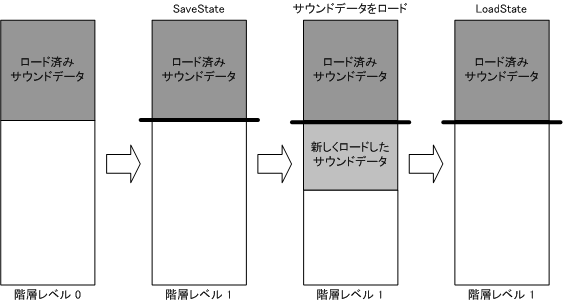 SaveState
サウンドデータをロード
LoadState
ロード済み
サウンドデータ
ロード済み
サウンドデータ
ロード済み
サウンドデータ
ロード済み
サウンドデータ
新しくロードした
サウンドデータ
階層レベル 0
階層レベル 1
階層レベル 1
階層レベル 1